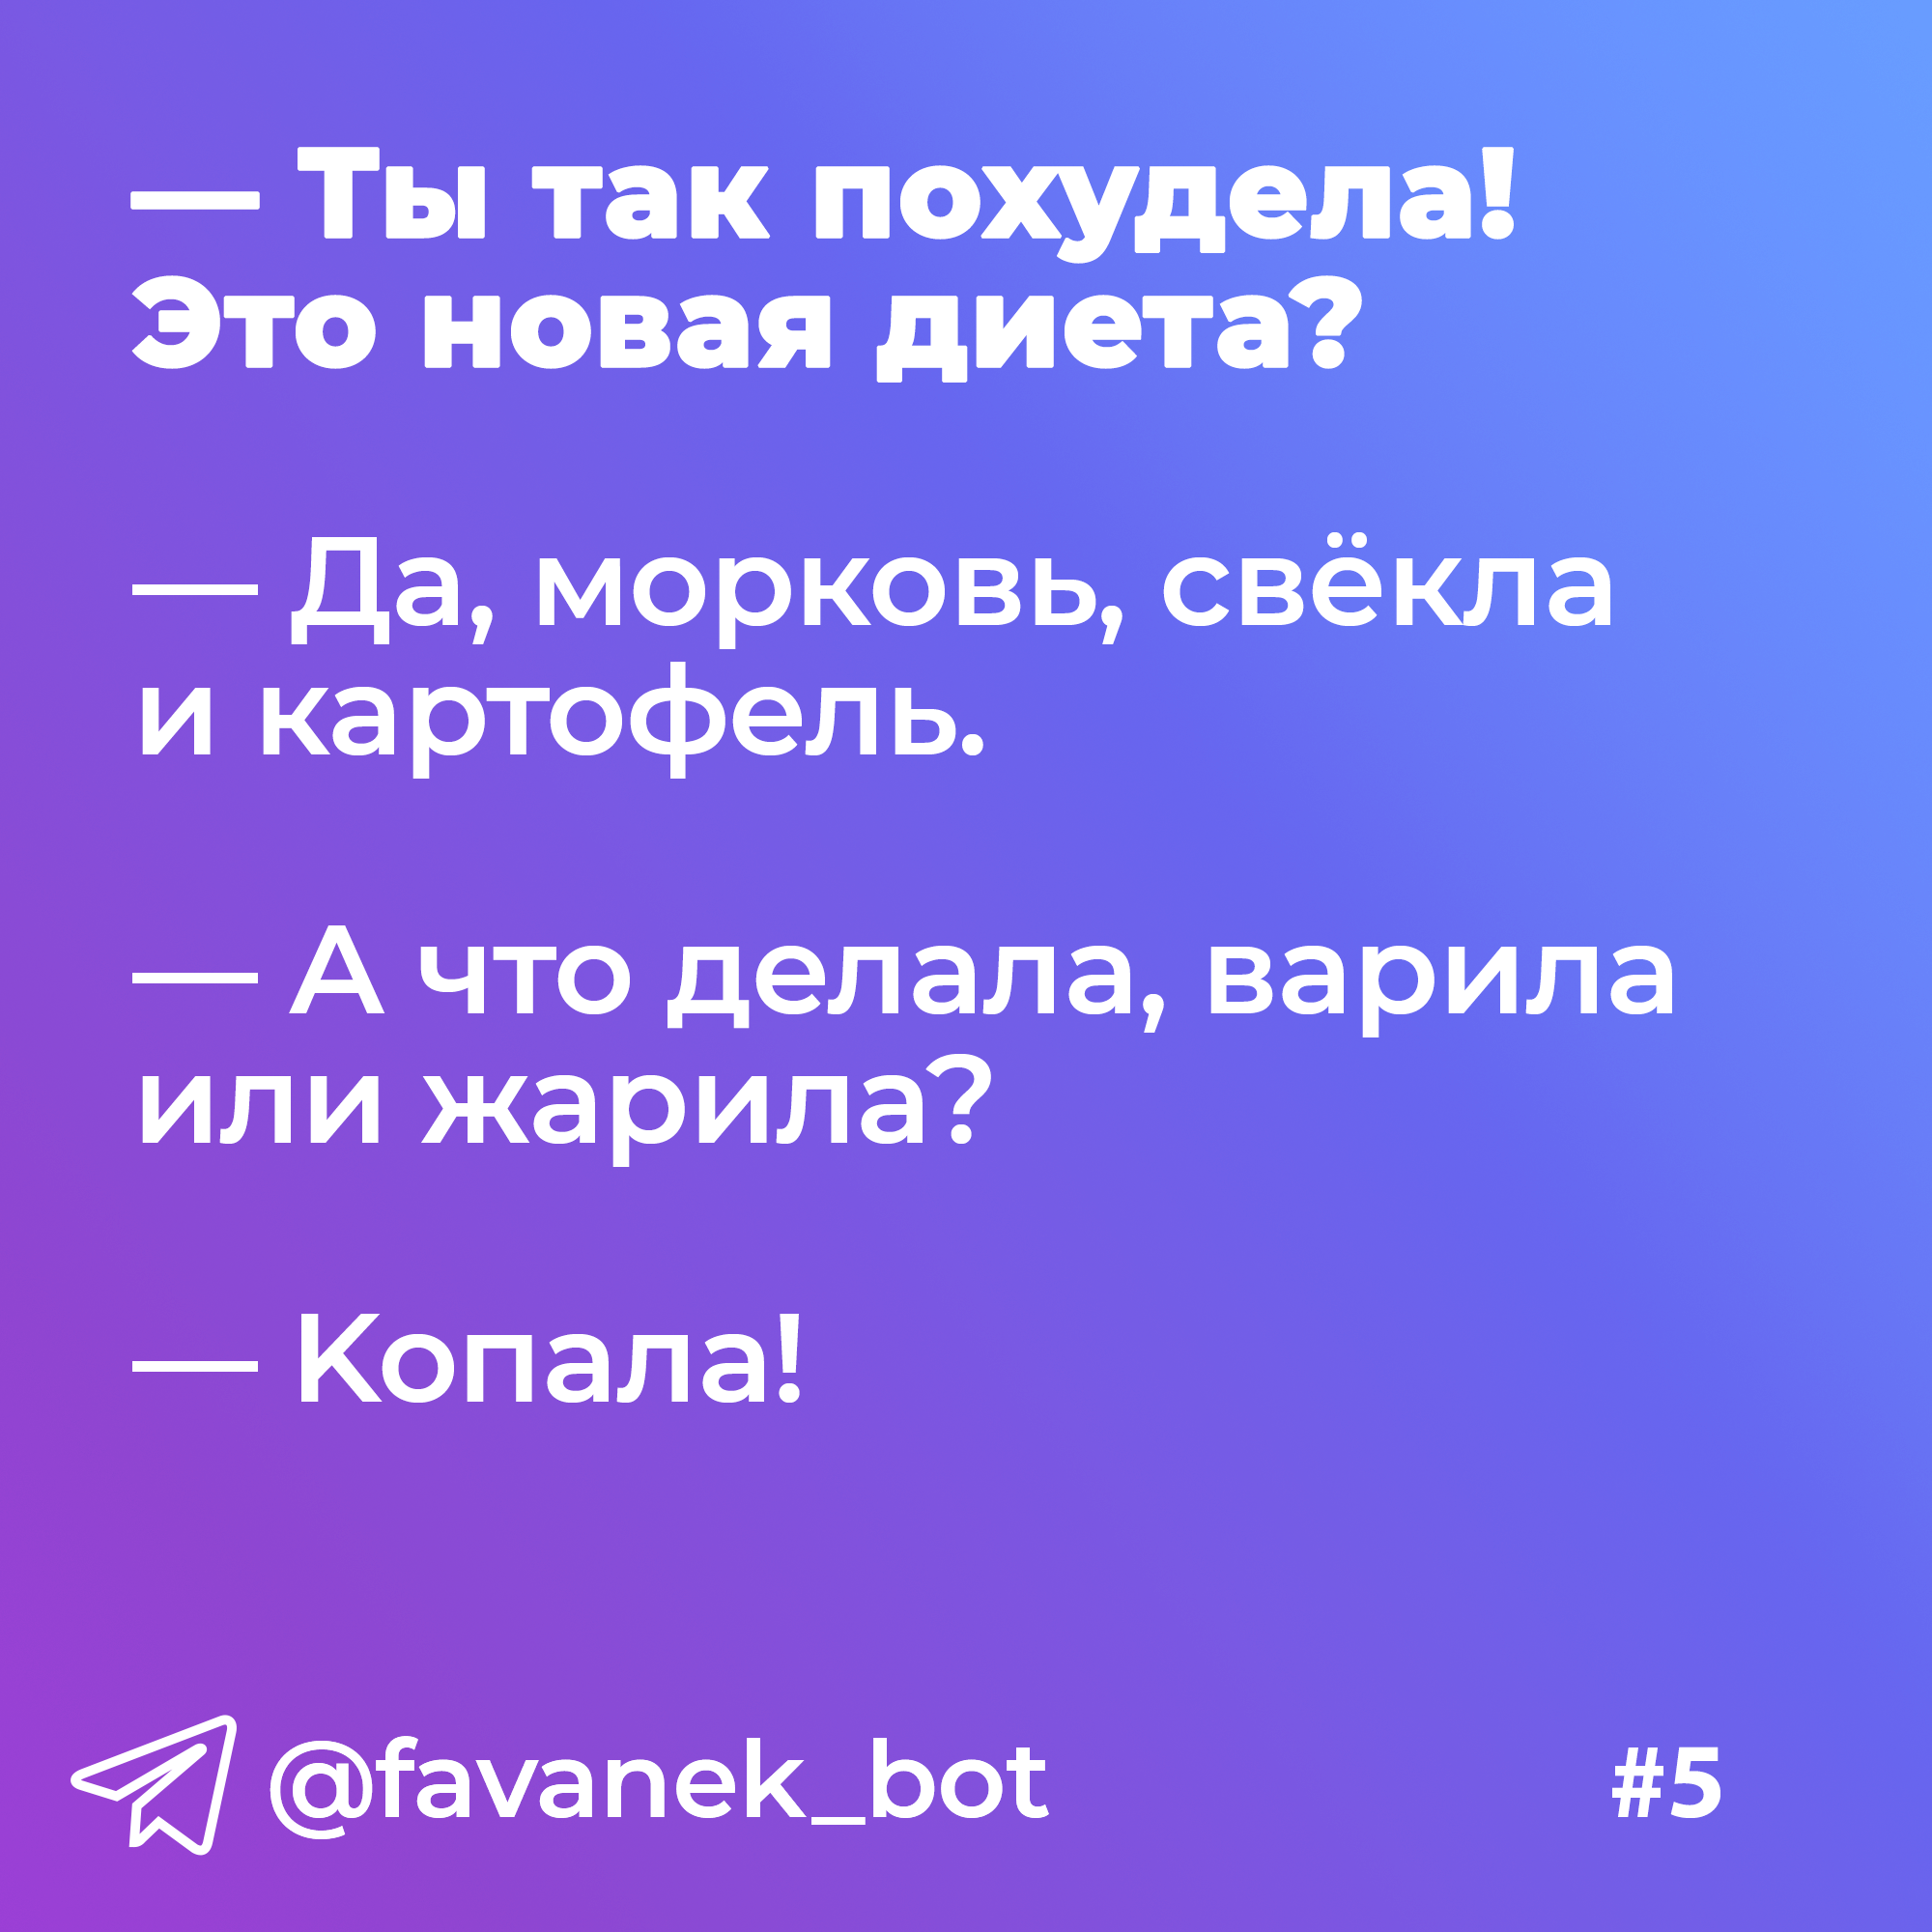 — Ты так похудела!
Это новая диета?
— Да, морковь, свёкла
и картофель.
— А что делала, варила
или жарила?
— Копала!
@favanek_bot
#5